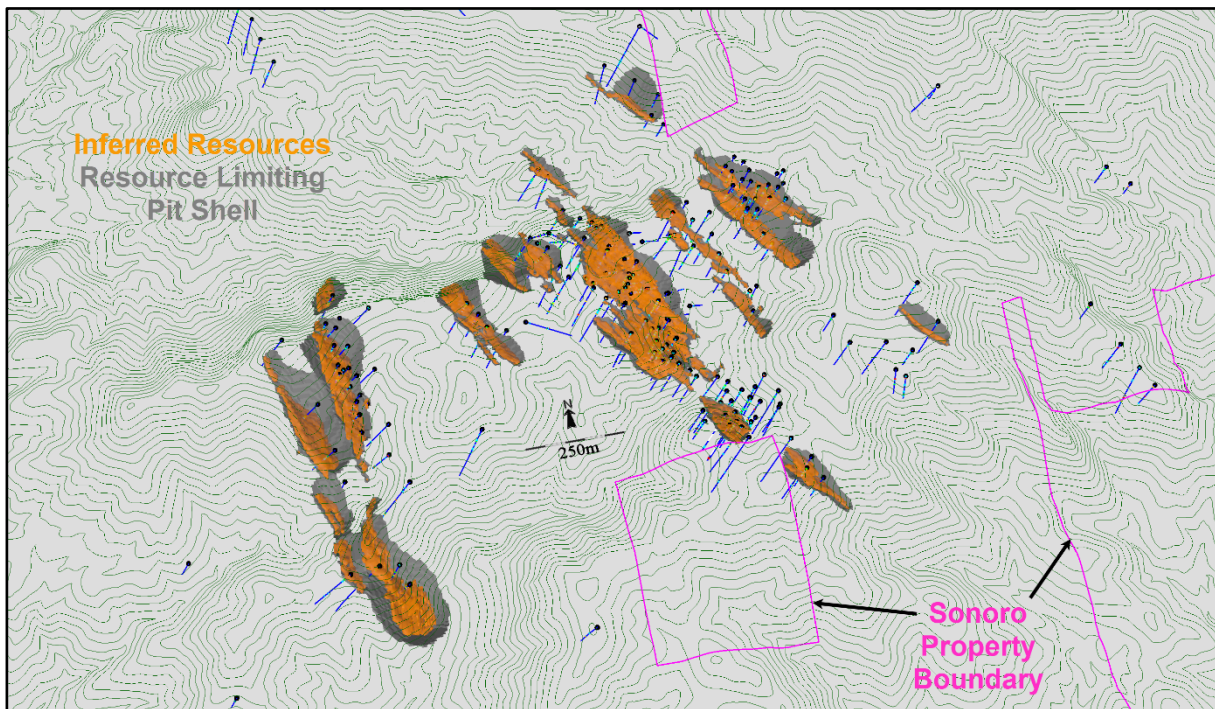 Inferred Resources
Resource Limiting
Pit Shell
N
250m
Sonoro
Property
Boundary